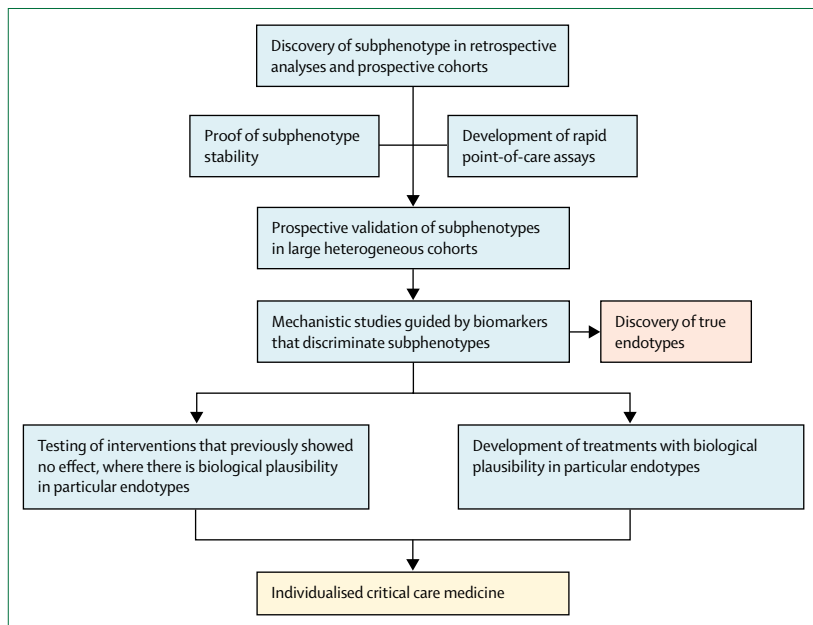 Discovery of subphenotype in retrospective
analyses and prospective cohorts
Proof of subphenotype
stability
Development of rapid
point-of-care assays
Prospective validation of subphenotypes
in large heterogeneous cohorts
Mechanistic studies guided by biomarkers
that discriminate subphenotypes
Discovery of true
endotypes
Testing of interventions that previously showed
no effect, where there is biological plausibility
in particular endotypes
Development of treatments with biological
plausibility in particular endotypes
Individualised critical care medicine